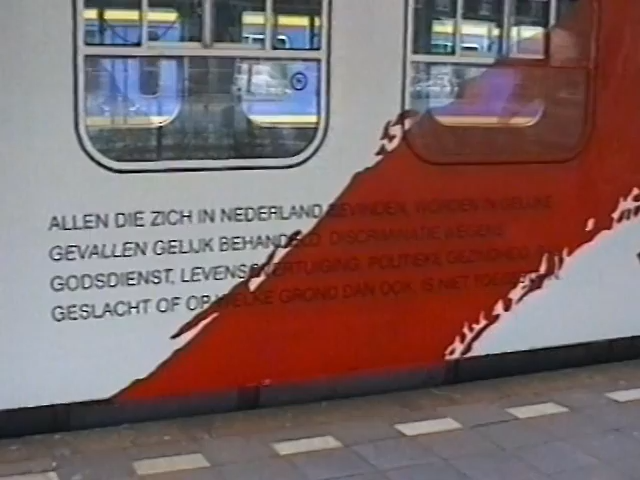 ALLEN DIE ZICH IN NEDERLAND BEVINDEN, WORDEN IN GELIJKE
GEVALLEN GELIJK BEHANDELD. DISCRIMINATIE WEGENS
GODSDIENST, LEVENSOVERTUIGING, POLITIEKE GEZINDHEID,
GESLACHT OF OP WELKE GROND DAN OOK, IS NIET TOEGESTAAN